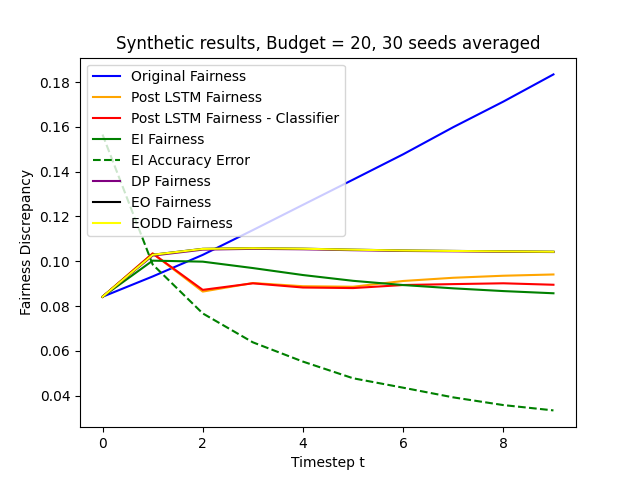 Synthetic results, Budget = 20, 30 seeds averaged
Original Fairness
Post LSTM Fairness
Post LSTM Fairness - Classifier
EI Fairness
EI Accuracy Error
DP Fairness
EO Fairness
EODD Fairness
0.18
0.16
0.14
0.12
0.10
0.08
0.06
0.04
Fairness Discrepancy
0 2 4 6 8
Timestep t